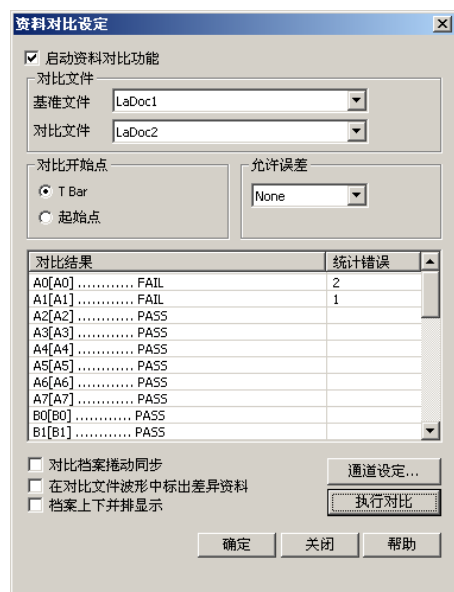 资料对比设定
启动资料对比功能
对比文件
基准文件 LaDoc1
对比文件 LaDoc2
对比开始点 允许误差
T Bar None
起始点
对比结果 统计错误
A0[A0] ............ FAIL 2
A1[A1] ............ FAIL 1
A2[A2] ............ PASS
A3[A3] ............ PASS
A4[A4] ............ PASS
A5[A5] ............ PASS
A6[A6] ............ PASS
A7[A7] ............ PASS
B0[B0] ............ PASS
B1[B1] ............ PASS
对比档案捲动同步 通道设定...
在对比文件波形中标出差异资料
档案上下并排显示 执行对比
确定 关闭 帮助